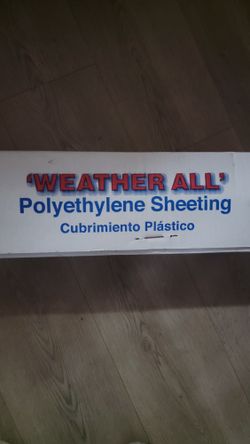 'WEATHER ALL'
Polyethylene Sheeting
Cubrimiento Plástico